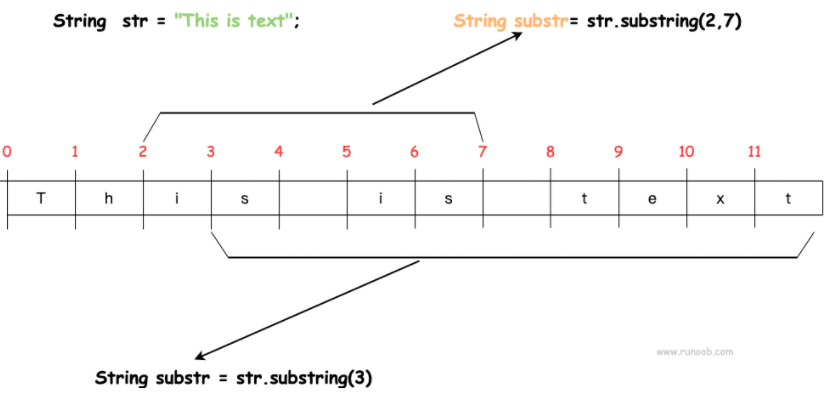 String str = "This is text";
String substr= str.substring(2,7)
0 1 2 3 4 5 6 7 8 9 10 11
T h i s i s t e x t
www.runoob.com
String substr = str.substring(3)